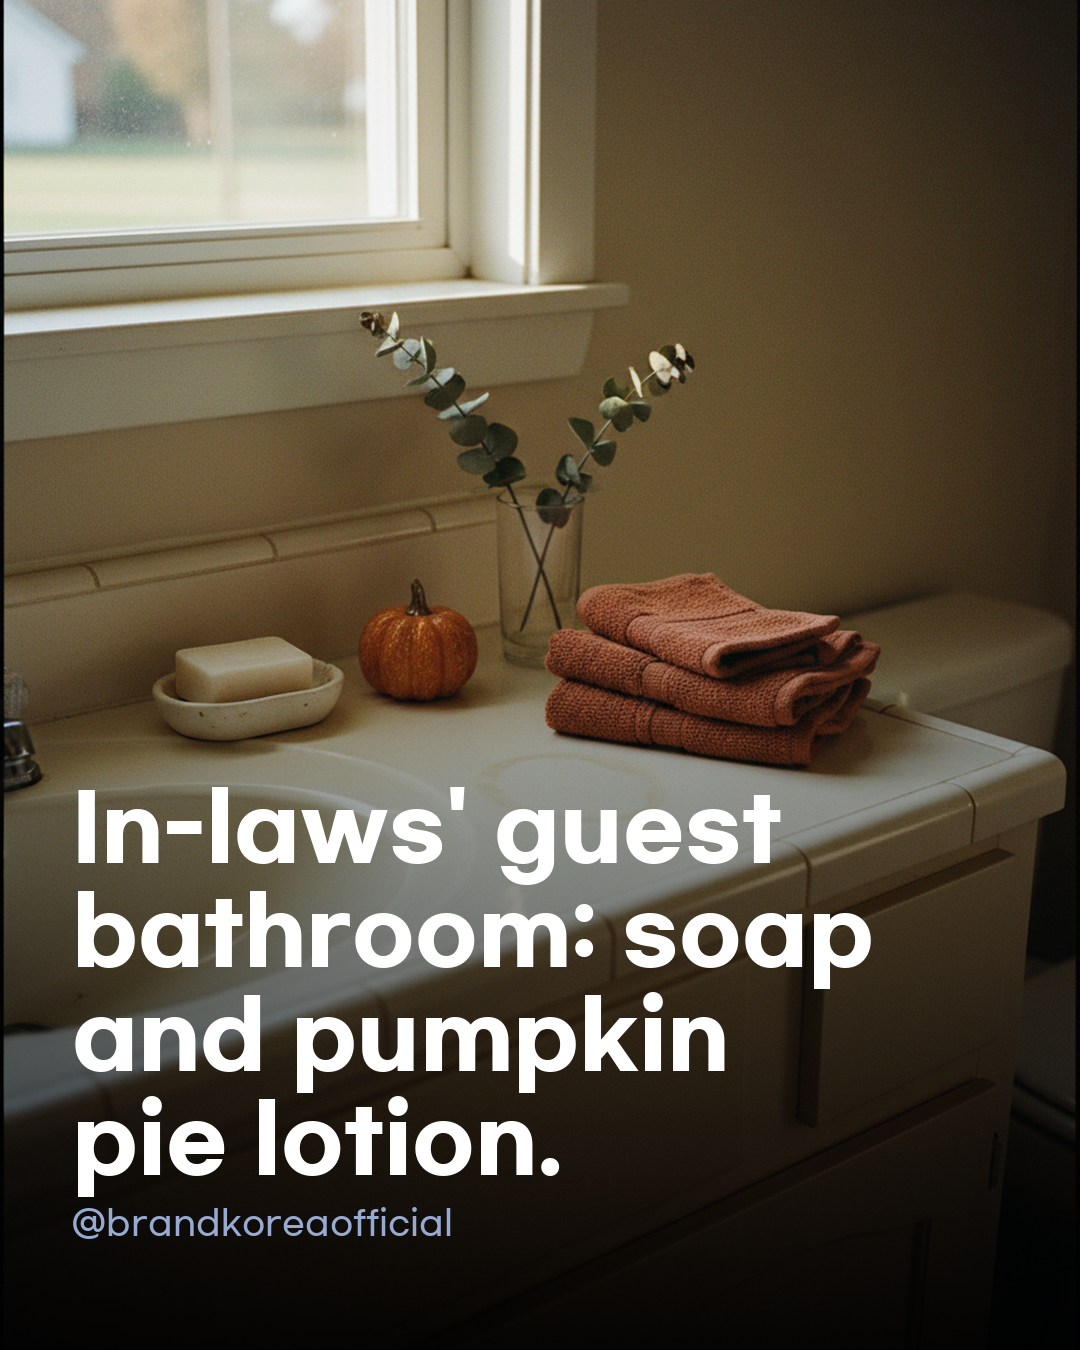 In-laws' guest
bathroom: soap
and pumpkin
pie lotion.
@brandkoreaofficial